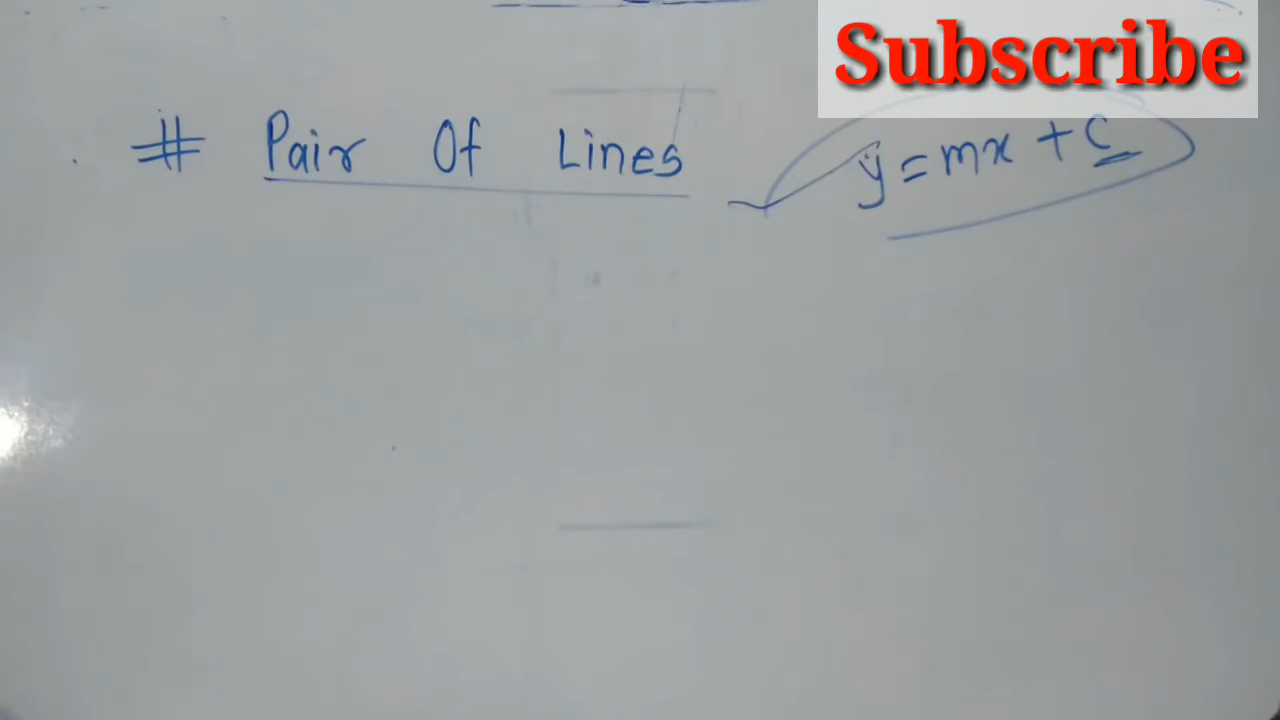 Subscribe
# Pair Of Lines
y = mx + c